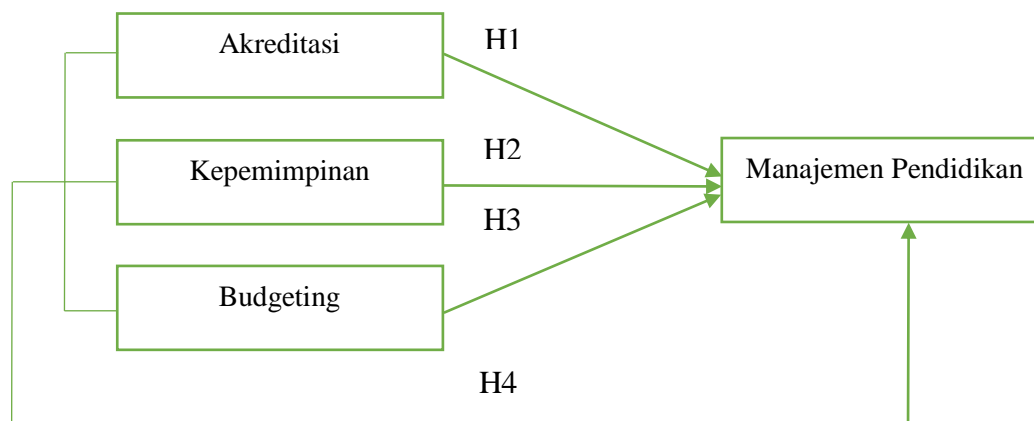 Akreditasi
H1
Kepemimpinan
H2
Manajemen Pendidikan
H3
Budgeting
H4